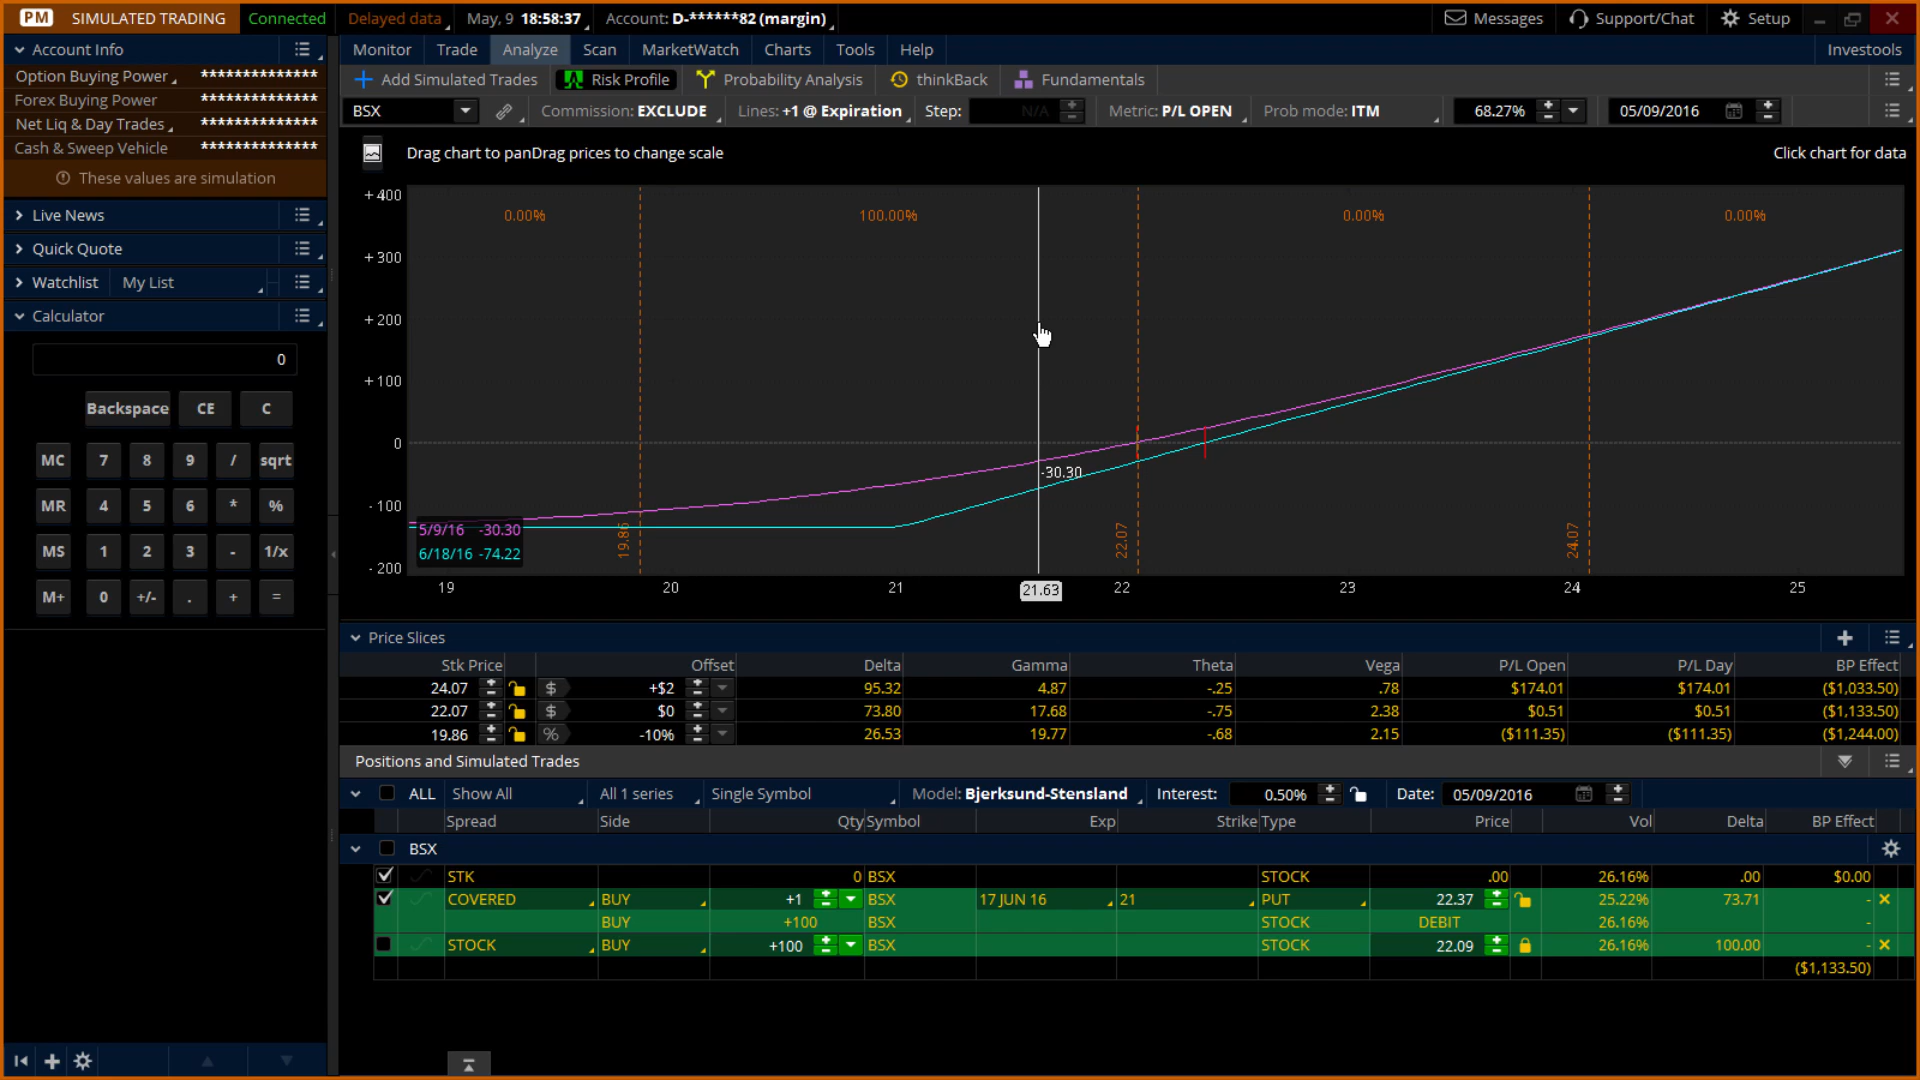 PM SIMULATED TRADING Connected Delayed data May, 9 18:58:37 Account: D-******82 (margin) Messages Support/Chat Setup
Account Info Monitor Trade Analyze Scan MarketWatch Charts Tools Help Investools
Option Buying Power **************
Forex Buying Power **************
Net Liq & Day Trades **************
Cash & Sweep Vehicle **************
These values are simulation
Live News
Quick Quote
Watchlist My List
Calculator
0
Backspace CE C
MC 7 8 9 / sqrt
MR 4 5 6 * %
MS 1 2 3 - 1/x
M+ 0 +/- . + =
Add Simulated Trades Risk Profile Probability Analysis thinkBack Fundamentals
BSX Commission: EXCLUDE Lines: +1 @ Expiration Step: N/A Metric: P/L OPEN Prob mode: ITM 68.27% 05/09/2016
Drag chart to panDrag prices to change scale Click chart for data
+400
0.00% 100.00% 0.00% 0.00%
+300
+200
+100
0
-30.30
-100
5/9/16 -30.30
6/18/16 -74.22
19.86 22.07 24.07
-200
19 20 21 21.63 22 23 24 25
Price Slices
Stk Price Offset Delta Gamma Theta Vega P/L Open P/L Day BP Effect
24.07 $ +$2 95.32 4.87 -.25 .78 $174.01 $174.01 ($1,033.50)
22.07 $ $0 73.80 17.68 -.75 2.38 $0.51 $0.51 ($1,133.50)
19.86 % -10% 26.53 19.77 -.68 2.15 ($111.35) ($111.35) ($1,244.00)
Positions and Simulated Trades
ALL Show All All 1 series Single Symbol Model: Bjerksund-Stensland Interest: 0.50% Date: 05/09/2016
Spread Side Qty Symbol Exp Strike Type Price Vol Delta BP Effect
BSX
STK 0 BSX STOCK .00 26.16% .00 $0.00
COVERED BUY +1 BSX 17 JUN 16 21 PUT 22.37 25.22% 73.71 -
BUY +100 BSX STOCK DEBIT 26.16% -
STOCK BUY +100 BSX STOCK 22.09 26.16% 100.00 -
($1,133.50)